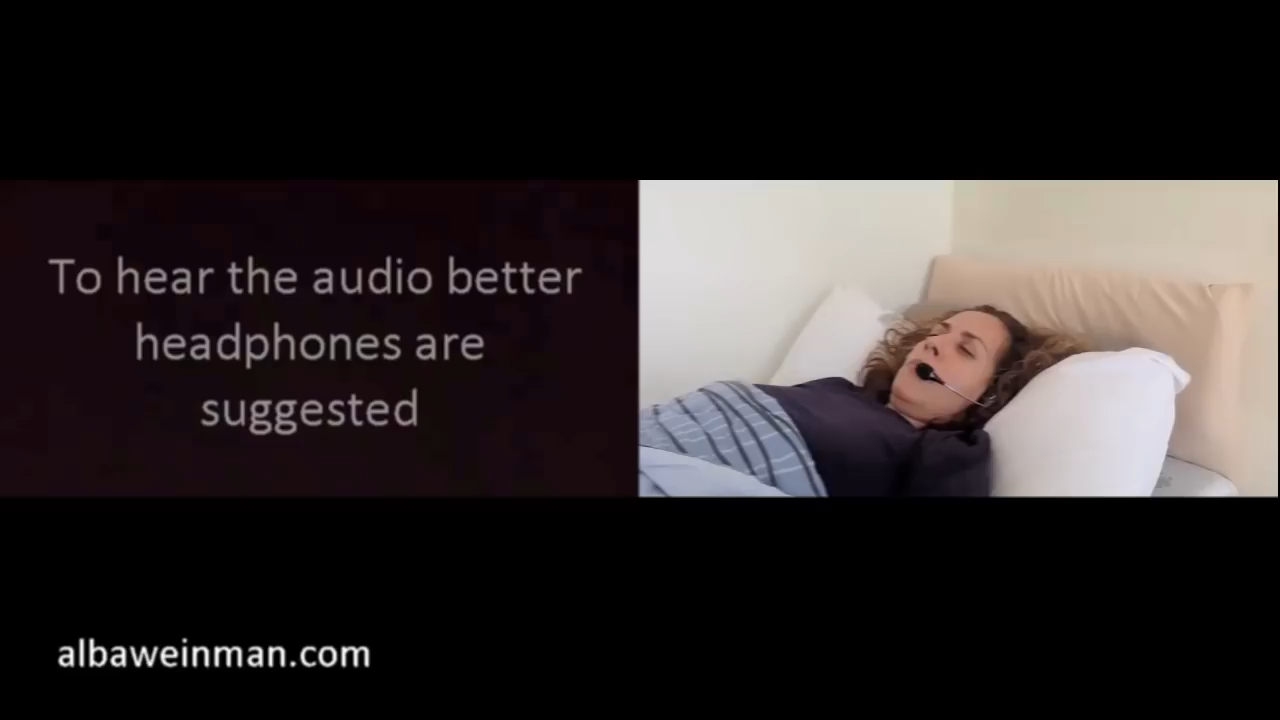 To hear the audio better
headphones are
suggested
albaweinman.com